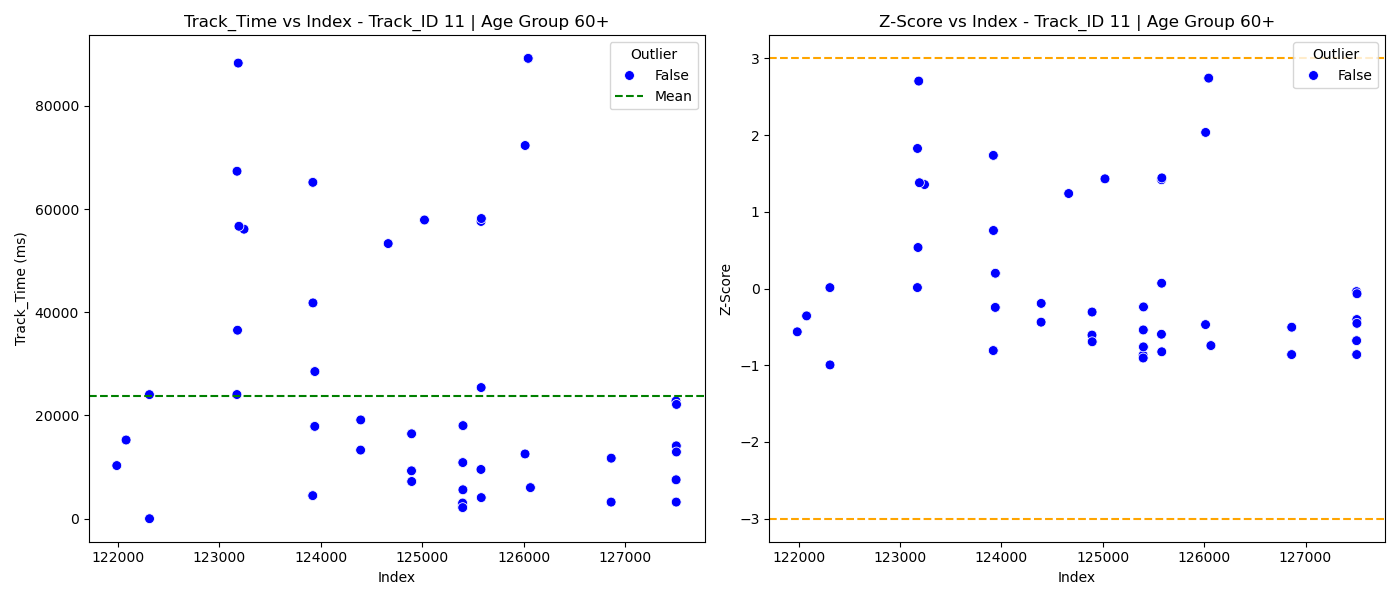 Track_Time vs Index - Track_ID 11 | Age Group 60+
Outlier
False
Mean
80000
60000
40000
20000
0
Track_Time (ms)
122000 123000 124000 125000 126000 127000
Index
Z-Score vs Index - Track_ID 11 | Age Group 60+
Outlier
False
3
2
1
0
−1
−2
−3
Z-Score
122000 123000 124000 125000 126000 127000
Index